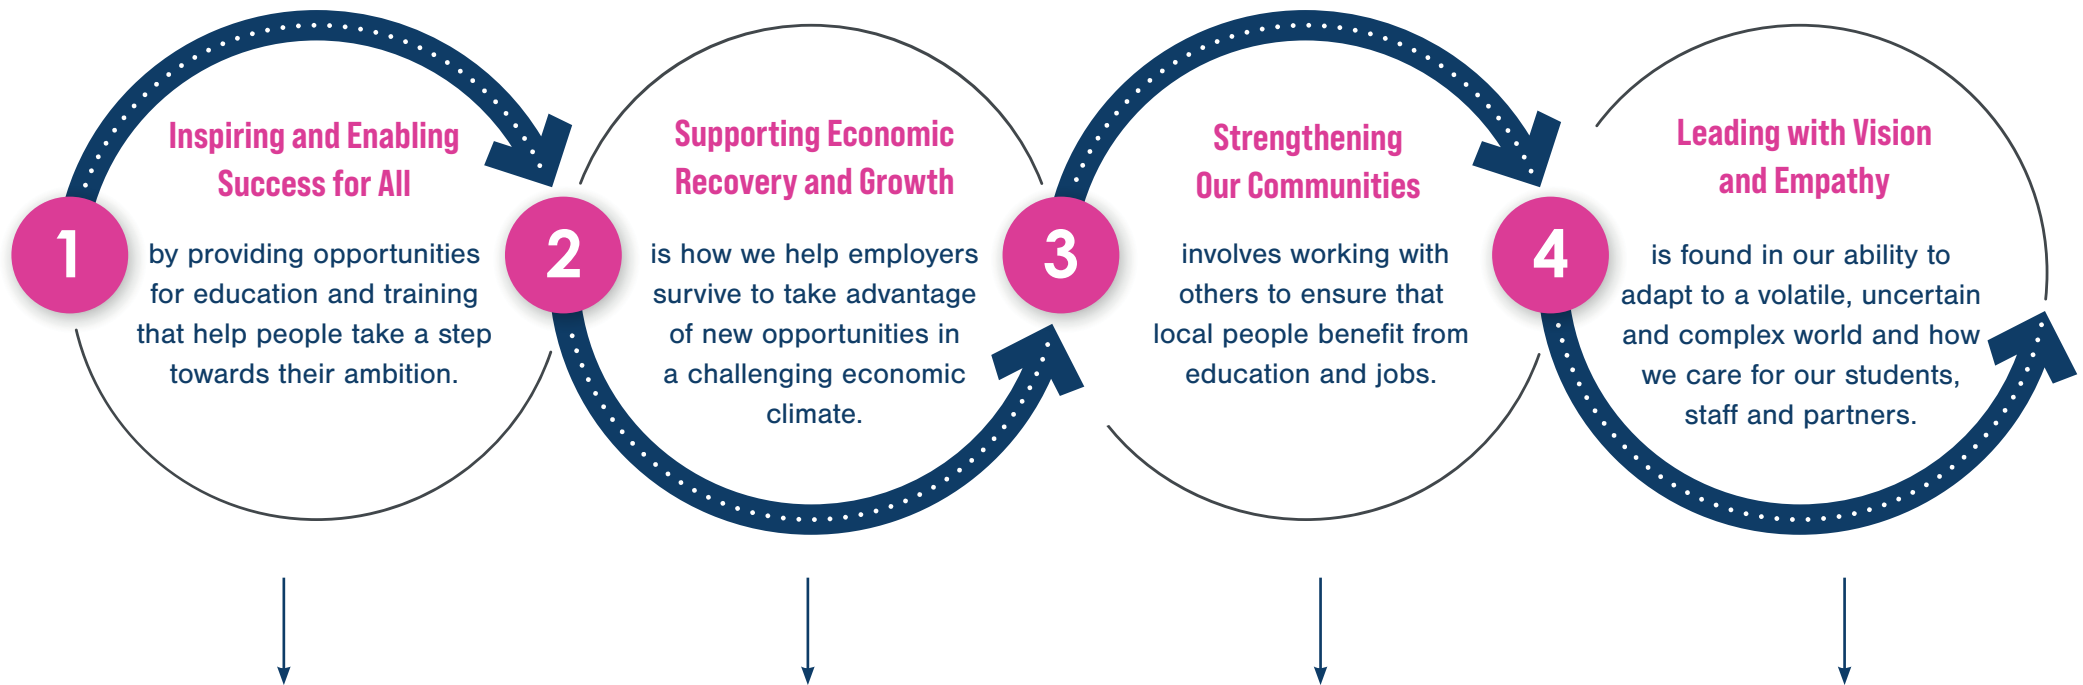 1
Inspiring and Enabling
Success for All
by providing opportunities
for education and training
that help people take a step
towards their ambition.
2
Supporting Economic
Recovery and Growth
is how we help employers
survive to take advantage
of new opportunities in
a challenging economic
climate.
3
Strengthening
Our Communities
involves working with
others to ensure that
local people benefit from
education and jobs.
4
Leading with Vision
and Empathy
is found in our ability to
adapt to a volatile, uncertain
and complex world and how
we care for our students,
staff and partners.